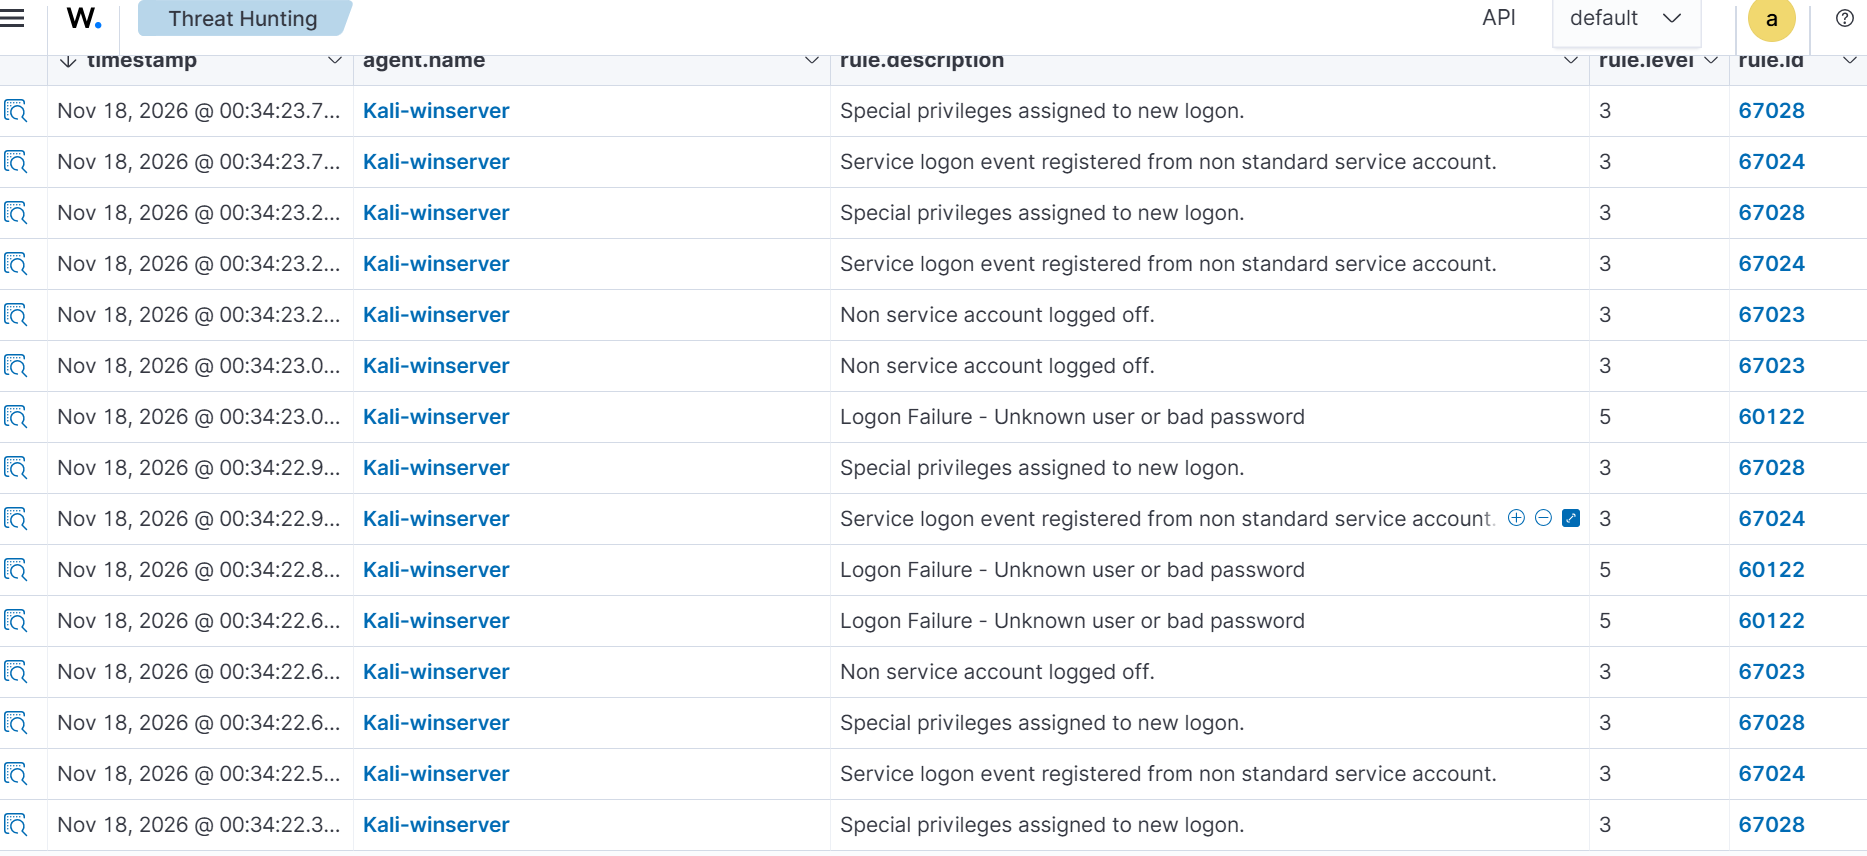 W. Threat Hunting API default a
timestamp agent.name rule.description rule.level rule.id
Nov 18, 2026 @ 00:34:23.7... Kali-winserver Special privileges assigned to new logon. 3 67028
Nov 18, 2026 @ 00:34:23.7... Kali-winserver Service logon event registered from non standard service account. 3 67024
Nov 18, 2026 @ 00:34:23.2... Kali-winserver Special privileges assigned to new logon. 3 67028
Nov 18, 2026 @ 00:34:23.2... Kali-winserver Service logon event registered from non standard service account. 3 67024
Nov 18, 2026 @ 00:34:23.2... Kali-winserver Non service account logged off. 3 67023
Nov 18, 2026 @ 00:34:23.0... Kali-winserver Non service account logged off. 3 67023
Nov 18, 2026 @ 00:34:23.0... Kali-winserver Logon Failure - Unknown user or bad password 5 60122
Nov 18, 2026 @ 00:34:22.9... Kali-winserver Special privileges assigned to new logon. 3 67028
Nov 18, 2026 @ 00:34:22.9... Kali-winserver Service logon event registered from non standard service account. 3 67024
Nov 18, 2026 @ 00:34:22.8... Kali-winserver Logon Failure - Unknown user or bad password 5 60122
Nov 18, 2026 @ 00:34:22.6... Kali-winserver Logon Failure - Unknown user or bad password 5 60122
Nov 18, 2026 @ 00:34:22.6... Kali-winserver Non service account logged off. 3 67023
Nov 18, 2026 @ 00:34:22.6... Kali-winserver Special privileges assigned to new logon. 3 67028
Nov 18, 2026 @ 00:34:22.5... Kali-winserver Service logon event registered from non standard service account. 3 67024
Nov 18, 2026 @ 00:34:22.3... Kali-winserver Special privileges assigned to new logon. 3 67028